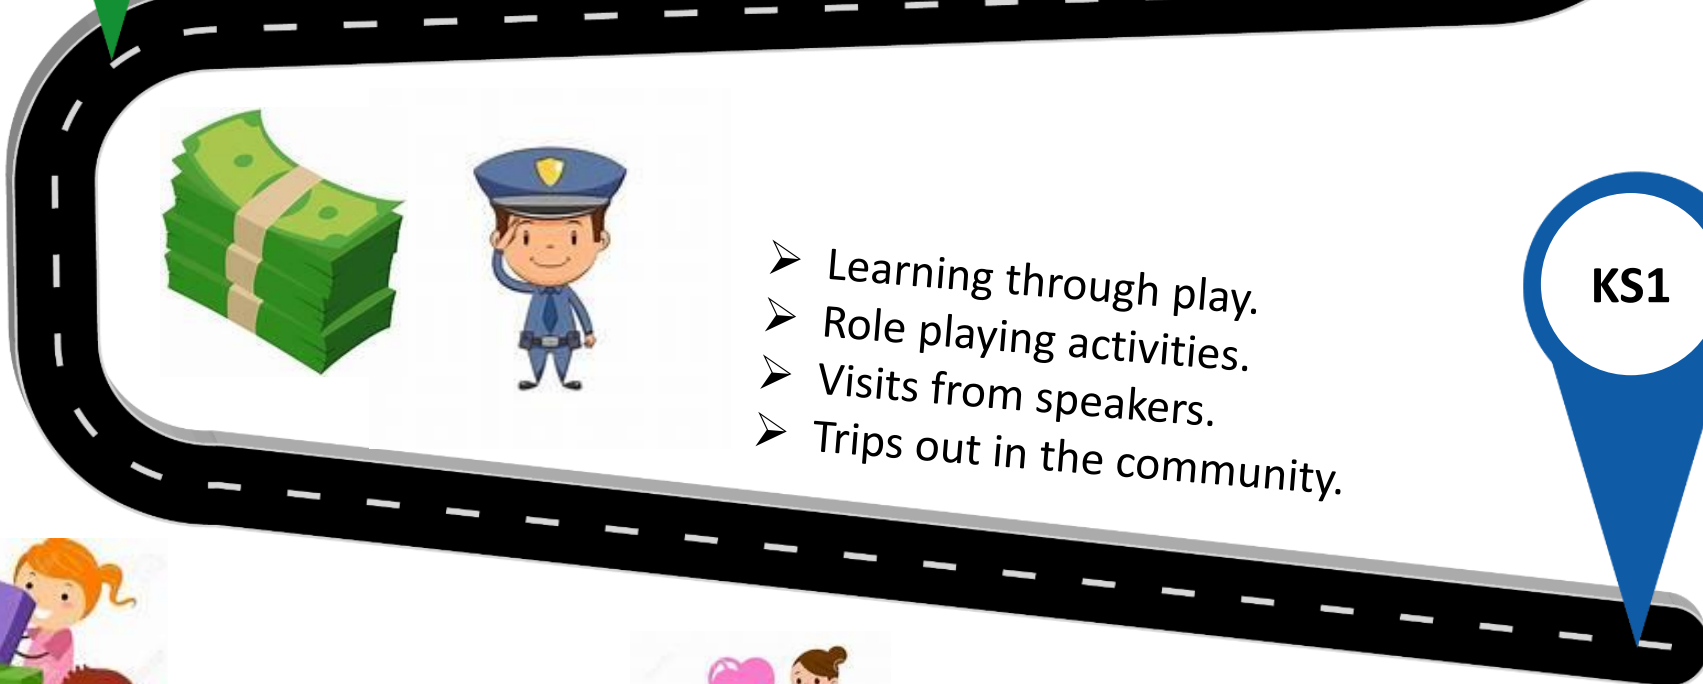 ➢ Learning through play.
➢ Role playing activities.
➢ Visits from speakers.
➢ Trips out in the community.
KS1